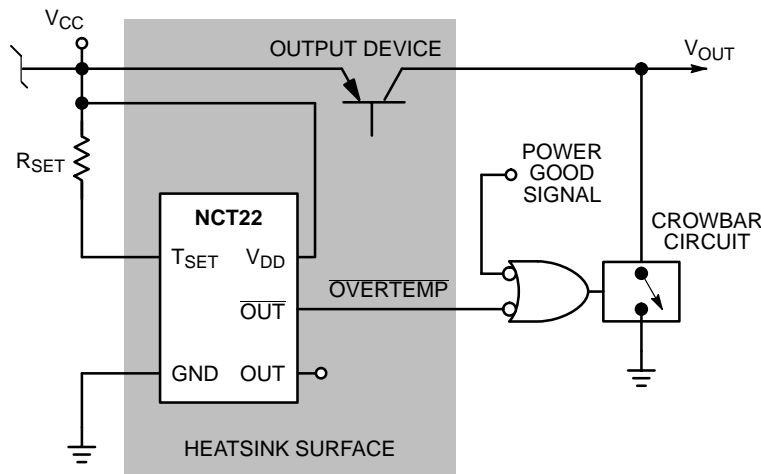 VCC
OUTPUT DEVICE
VOUT
RSET
POWER
GOOD
SIGNAL
NCT22
CROWBAR
CIRCUIT
TSET VDD
OVERTEMP
OUT
GND OUT
HEATSINK SURFACE